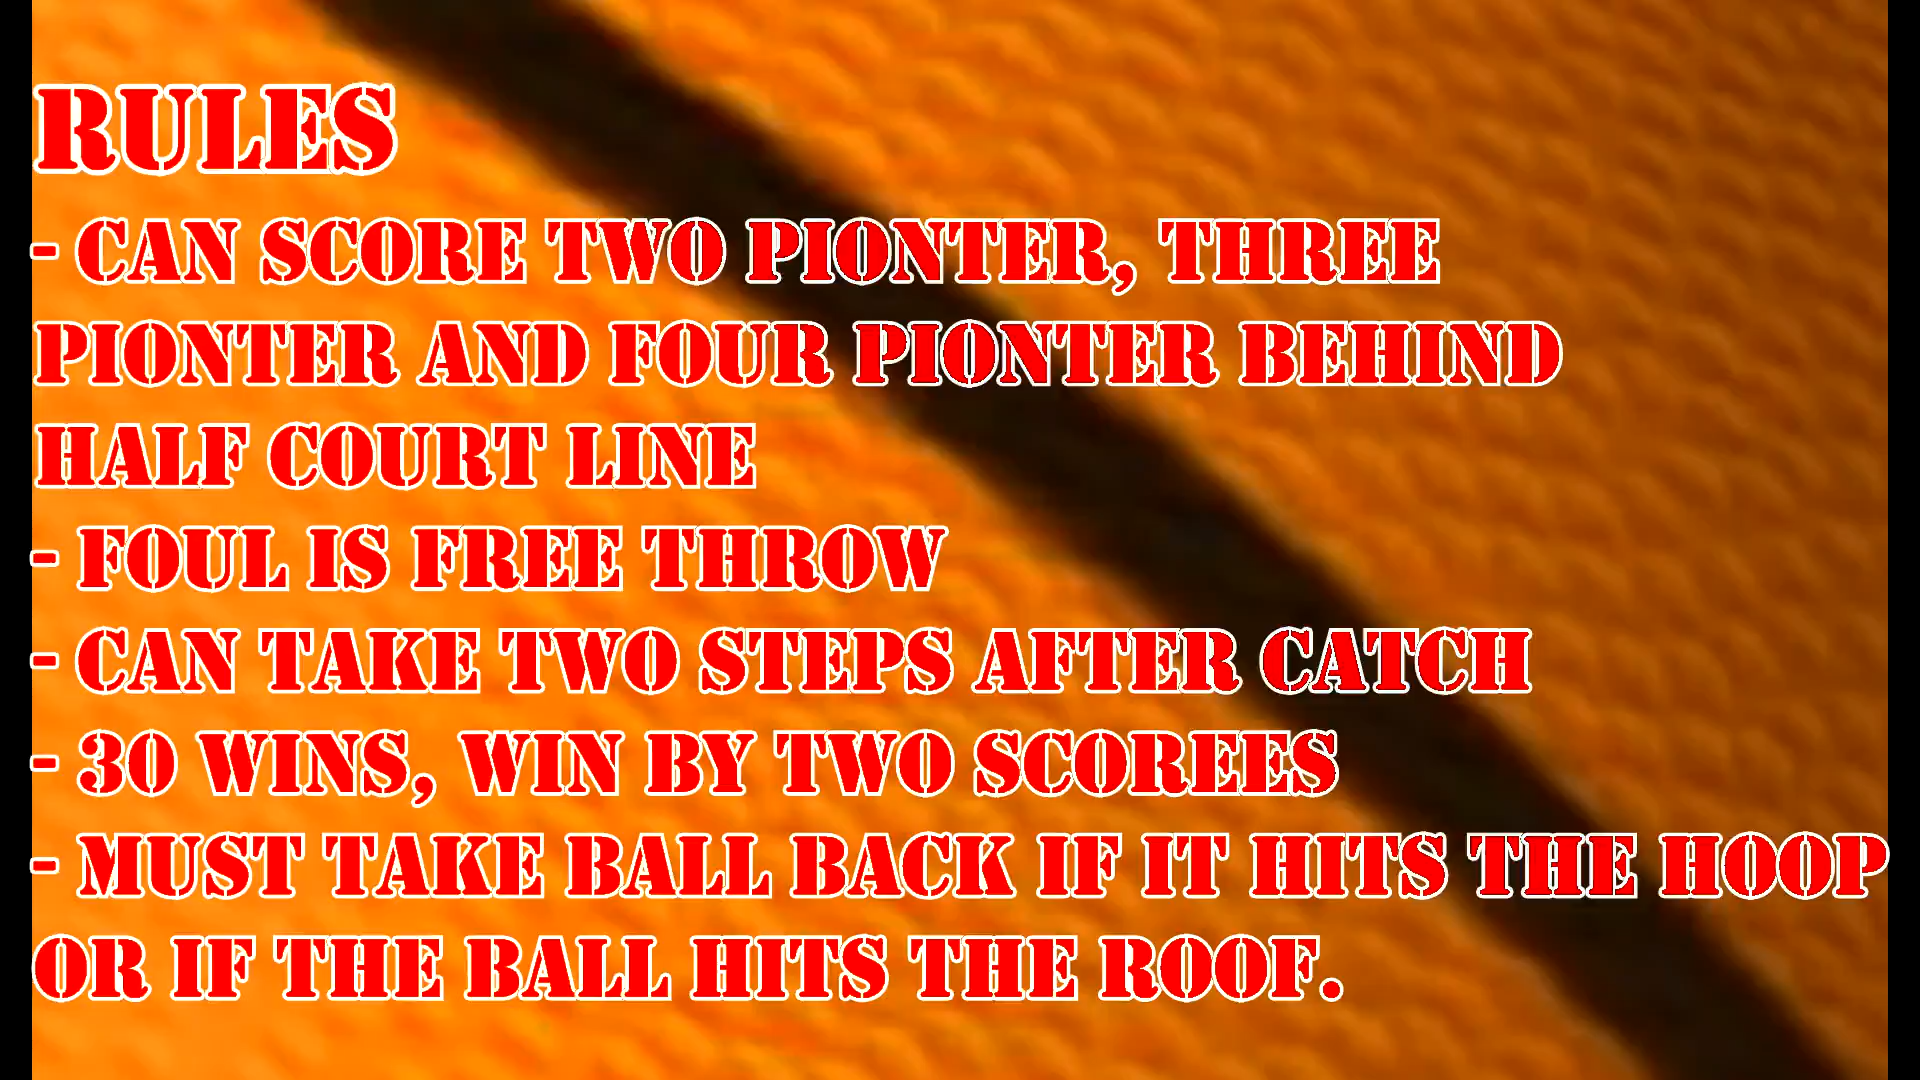 RULES
- CAN SCORE TWO PIONTER, THREE
PIONTER AND FOUR PIONTER BEHIND
HALF COURT LINE
- FOUL IS FREE THROW
- CAN TAKE TWO STEPS AFTER CATCH
- 30 WINS, WIN BY TWO SCOREES
- MUST TAKE BALL BACK IF IT HITS THE HOOP
OR IF THE BALL HITS THE ROOF.